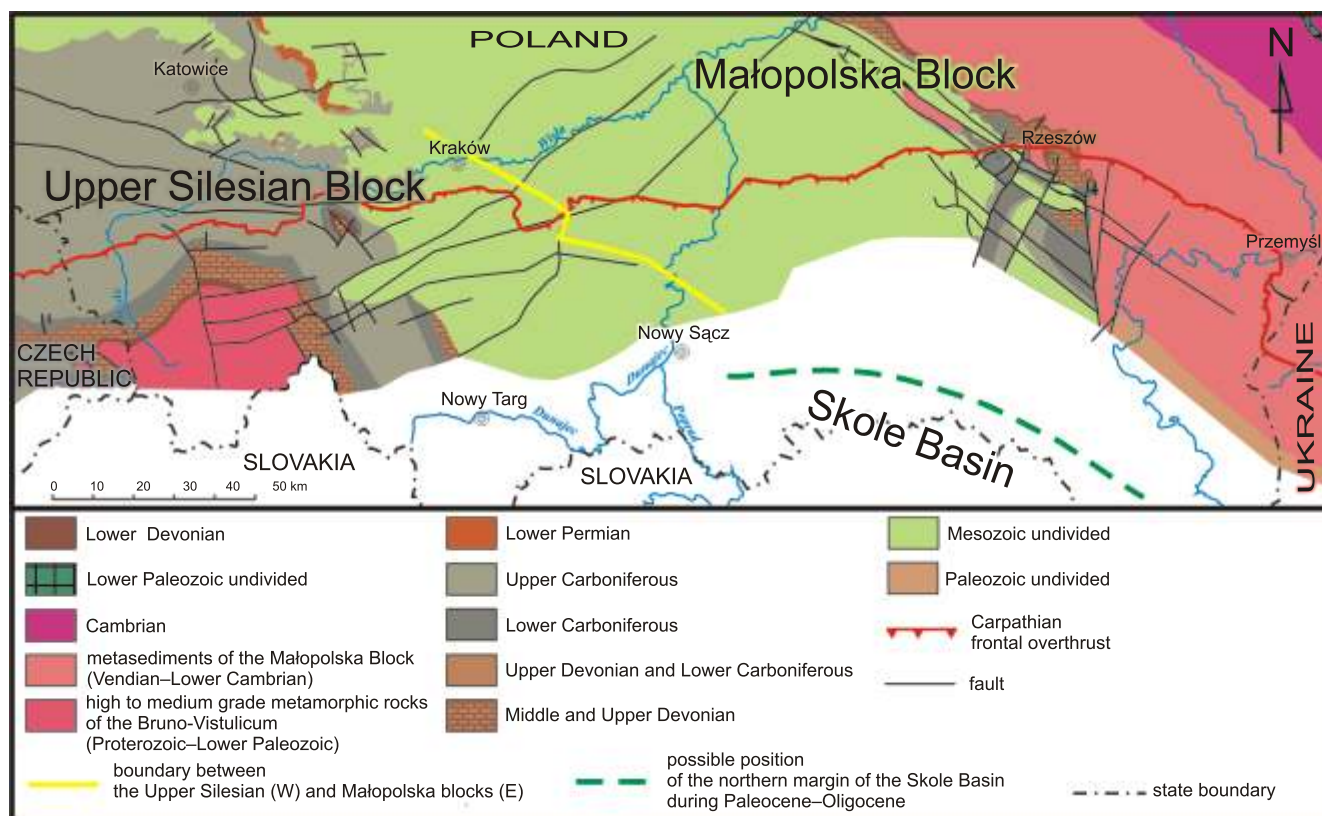 POLAND
N
Katowice
Małopolska Block
Kraków
Wisła
Rzeszów
Upper Silesian Block
Przemyśl
Nowy Sącz
CZECH
REPUBLIC
Dunajec
Nowy Targ
Dunajec
Poprad
Skole Basin
UKRAINE
SLOVAKIA
SLOVAKIA
0 10 20 30 40 50 km
Lower Devonian
Lower Permian
Mesozoic undivided
Lower Paleozoic undivided
Upper Carboniferous
Paleozoic undivided
Cambrian
Lower Carboniferous
Carpathian
frontal overthrust
metasediments of the Małopolska Block
(Vendian–Lower Cambrian)
Upper Devonian and Lower Carboniferous
fault
high to medium grade metamorphic rocks
of the Bruno-Vistulicum
(Proterozoic–Lower Paleozoic)
Middle and Upper Devonian
boundary between
the Upper Silesian (W) and Małopolska blocks (E)
possible position
of the northern margin of the Skole Basin
during Paleocene–Oligocene
state boundary